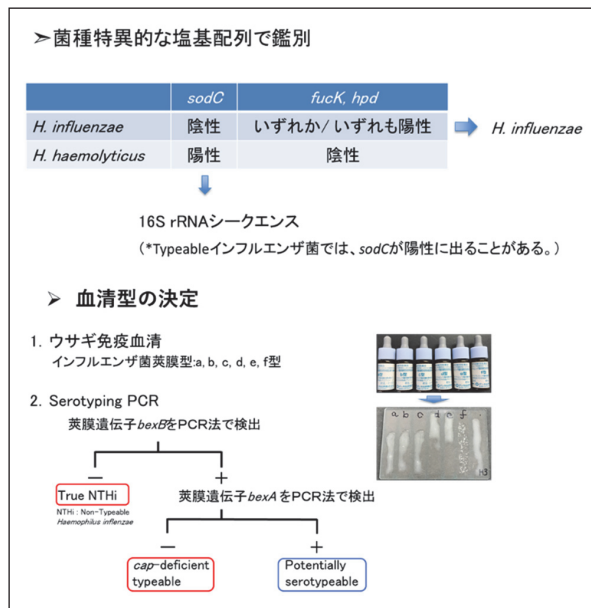 ➢菌種特異的な塩基配列で鑑別
sodC fucK, hpd
H. influenzae 陰性 いずれか/ いずれも陽性 H. influenzae
H. haemolyticus 陽性 陰性
16S rRNAシークエンス
(*Typeableインフルエンザ菌では、sodCが陽性に出ることがある。)
➢ 血清型の決定
1. ウサギ免疫血清
インフルエンザ菌莢膜型:a, b, c, d, e, f型
2. Serotyping PCR
莢膜遺伝子bexBをPCR法で検出
a b c d e f
− +
True NTHi 莢膜遺伝子bexAをPCR法で検出
NTHi : Non-Typeable
Haemophilus inflenzae
− +
cap-deficient
typeable
Potentially
serotypeable